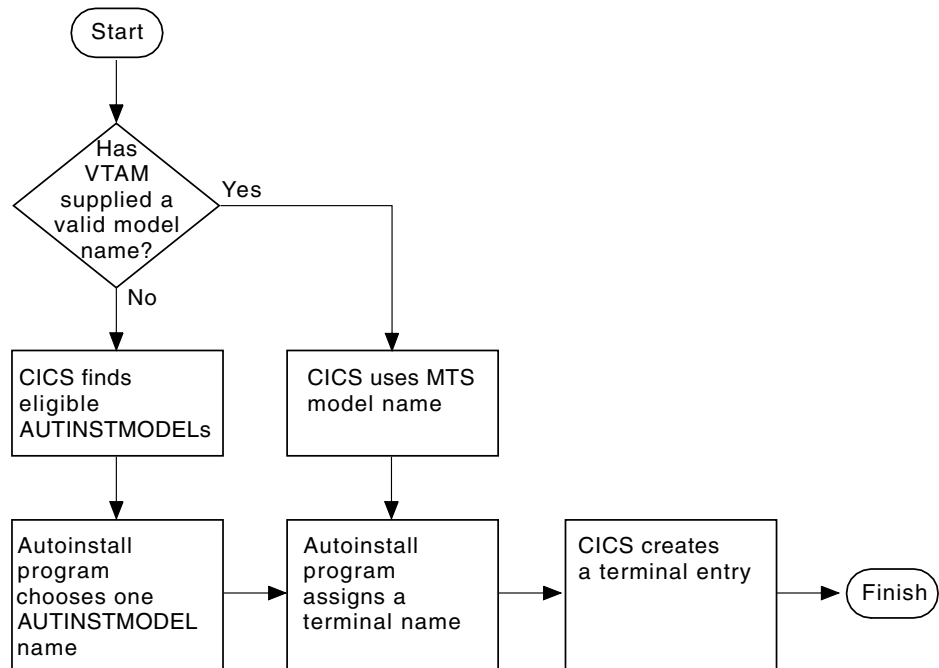 Start
Has
VTAM
supplied a
valid model
name?
Yes
No
CICS finds
eligible
AUTINSTMODELs
CICS uses MTS
model name
Autoinstall
program
chooses one
AUTINSTMODEL
name
Autoinstall
program
assigns a
terminal name
CICS creates
a terminal entry
Finish